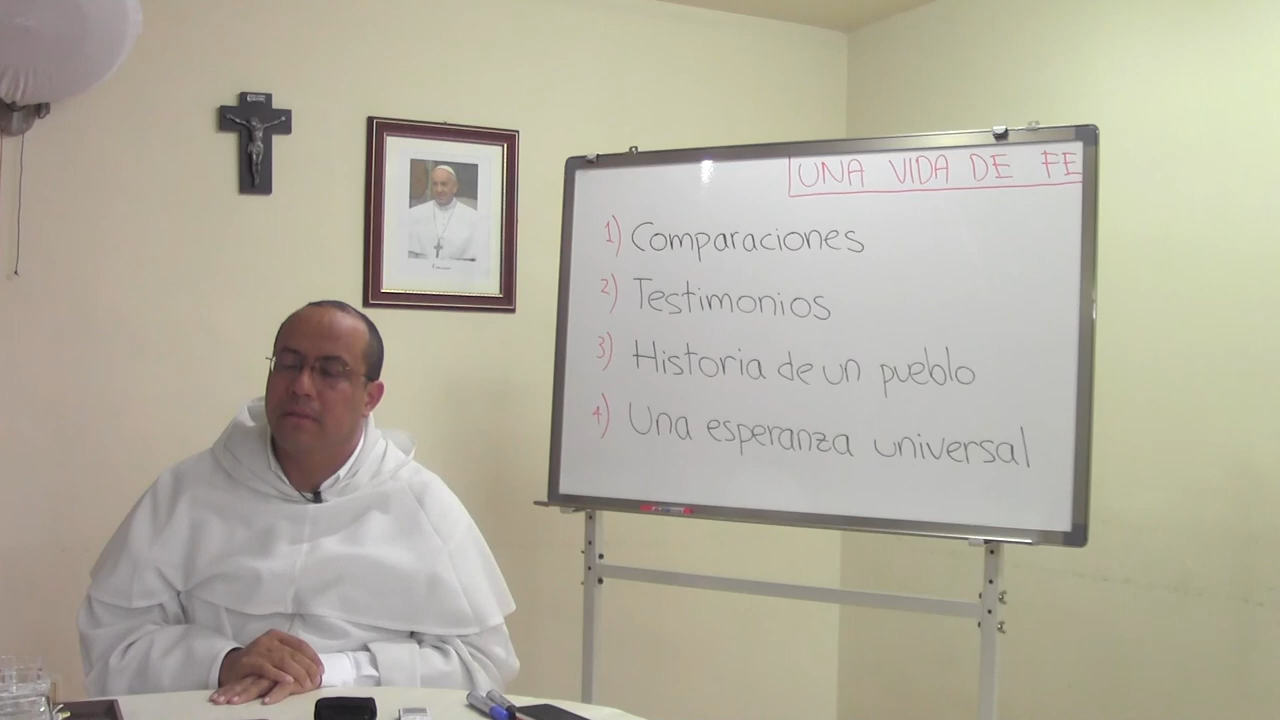 UNA VIDA DE FE
1) Comparaciones
2) Testimonios
3) Historia de un pueblo
4) Una esperanza universal